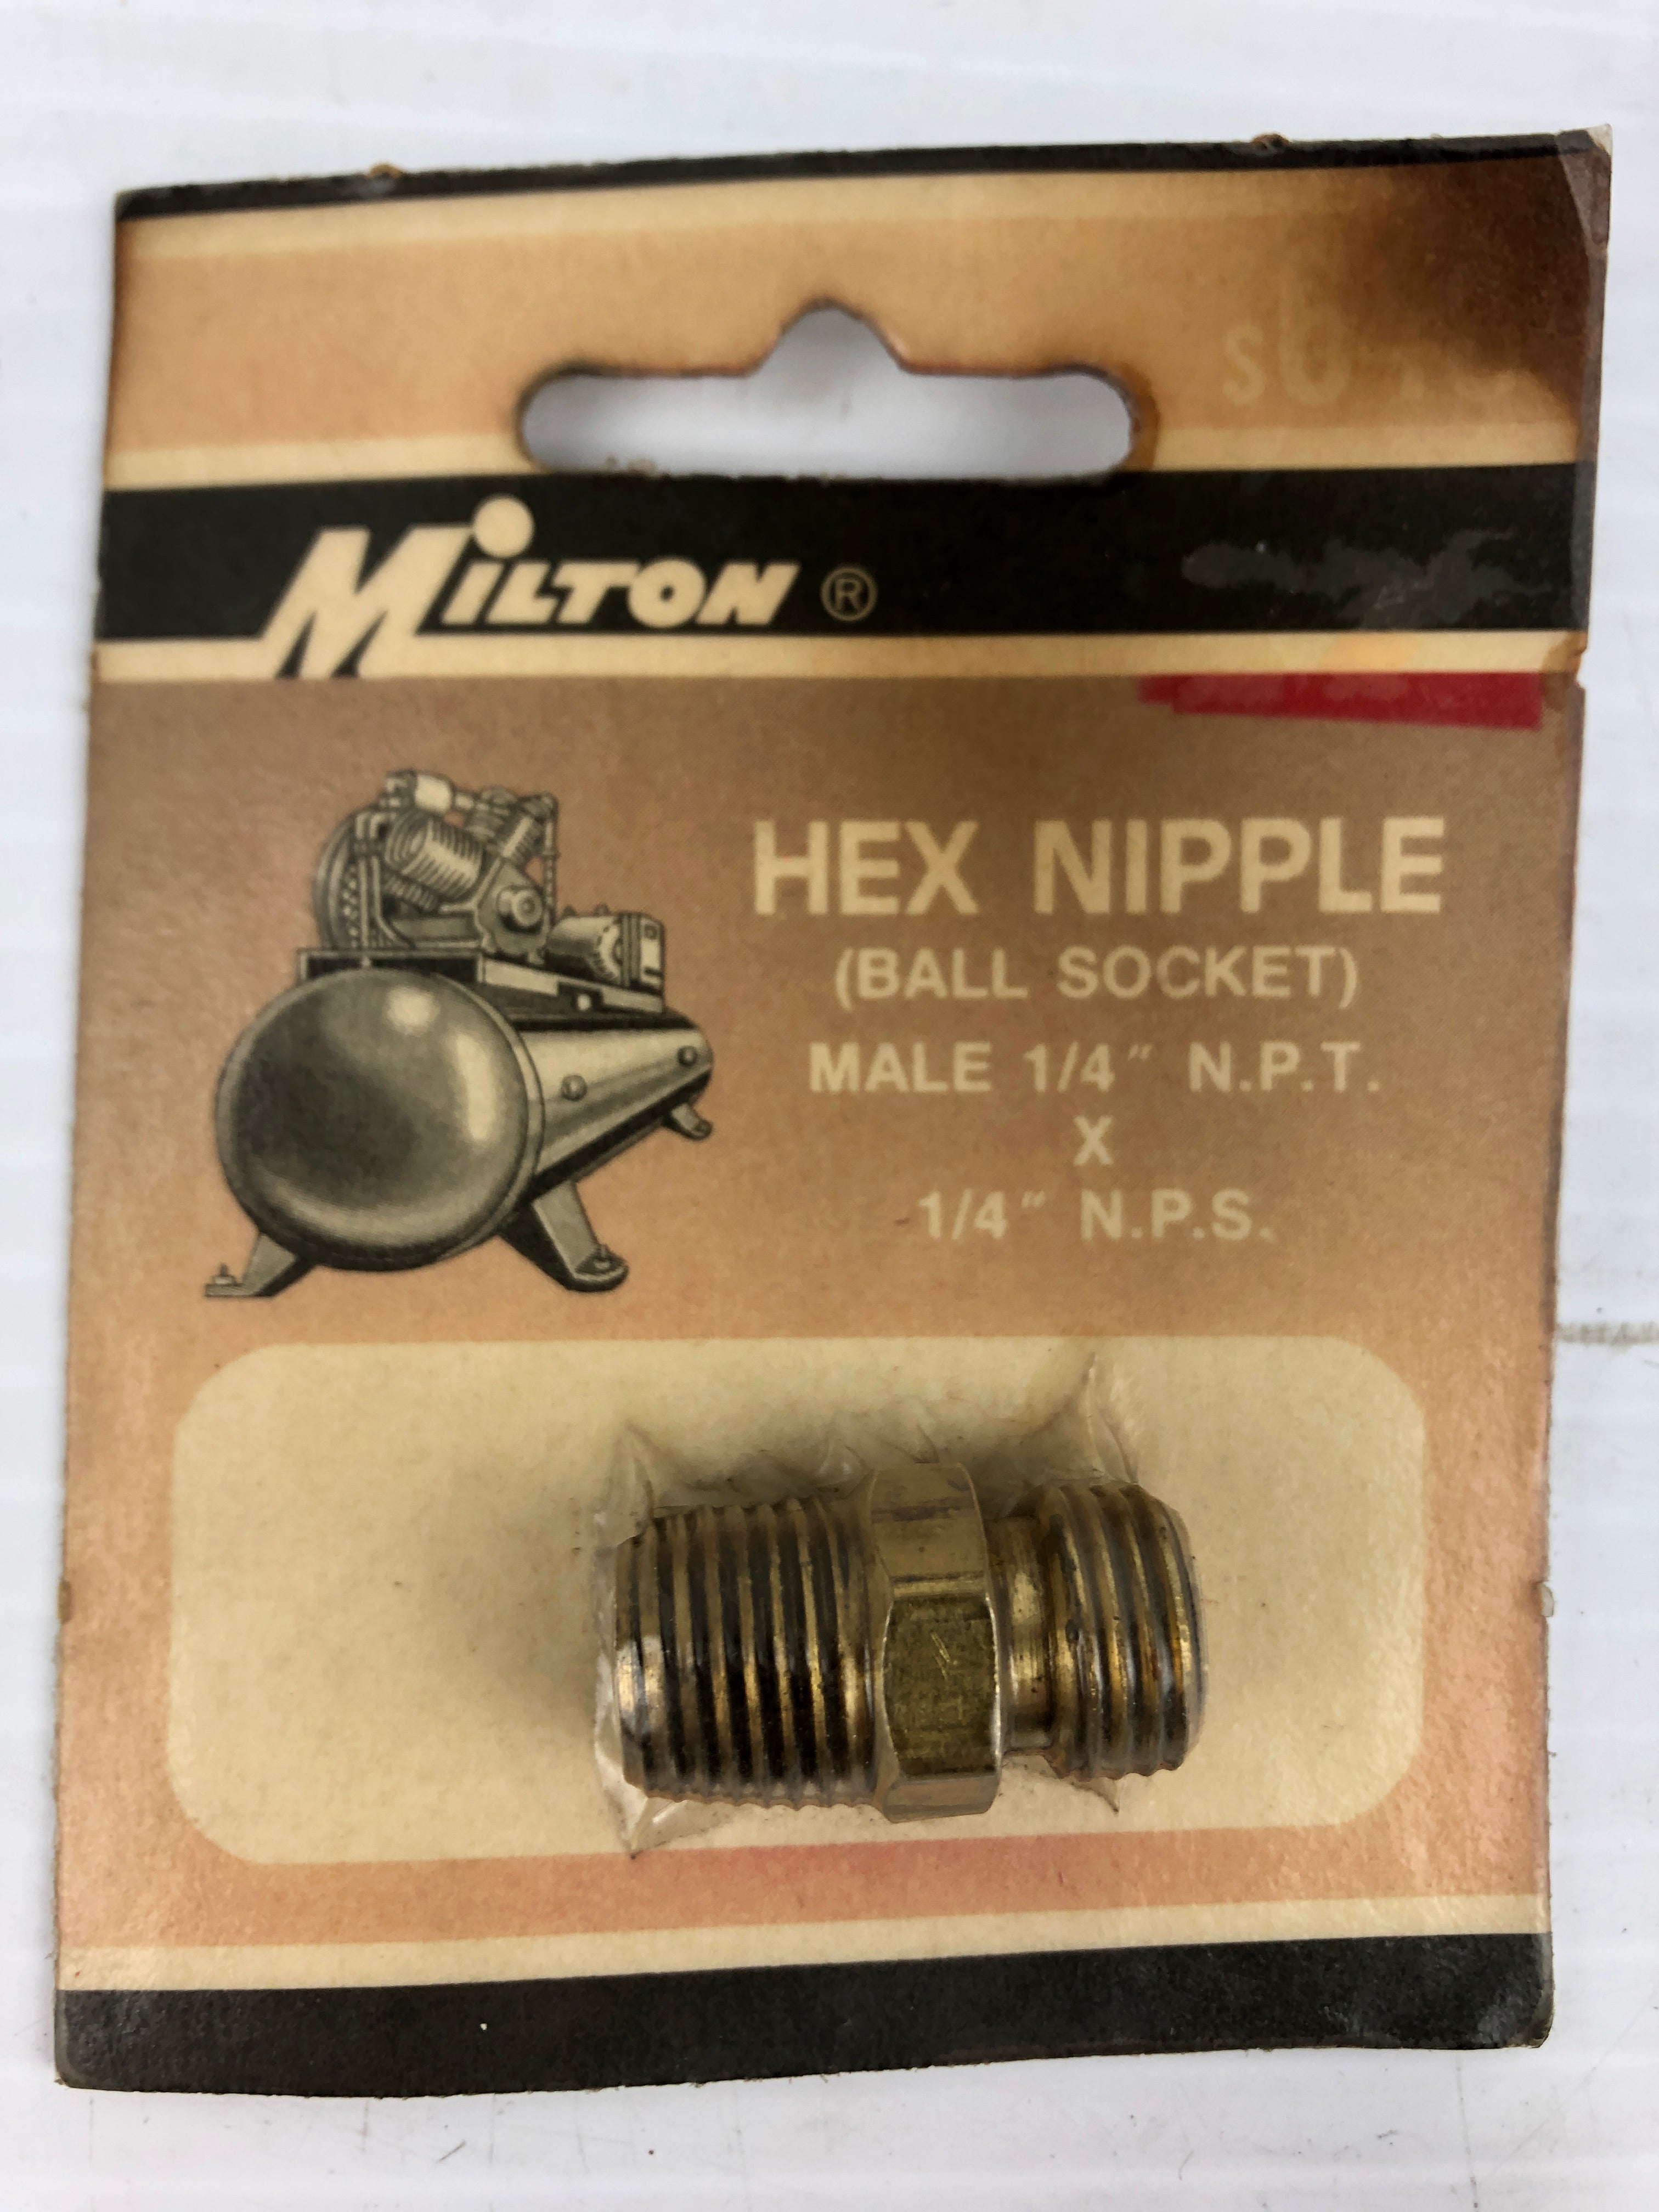 MILTON ®
HEX NIPPLE
(BALL SOCKET)
MALE 1/4" N.P.T.
X
1/4" N.P.S.